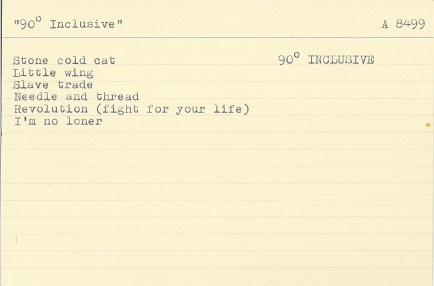 "90° Inclusive" A 8499
Stone cold cat 90° INCLUSIVE
Little wing
Slave trade
Needle and thread
Revolution (fight for your life)
I'm no loner